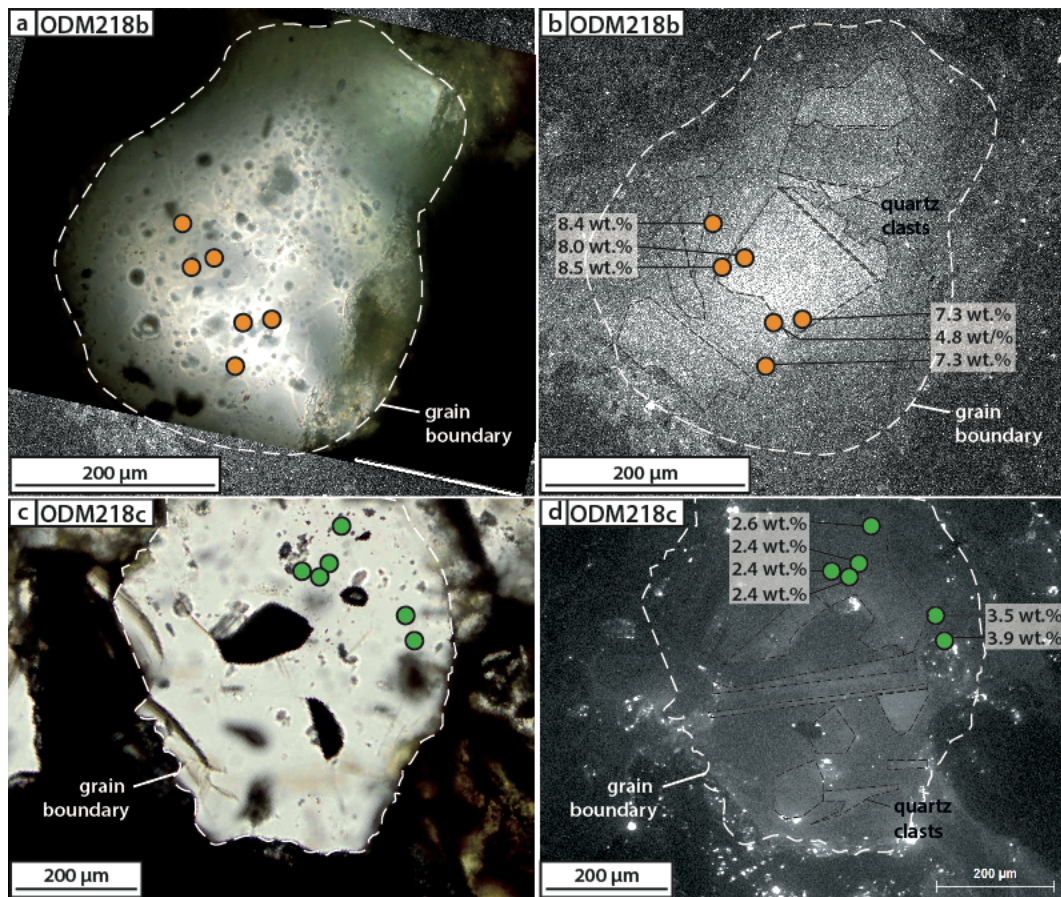 a ODM218b
grain
boundary
200 µm
b ODM218b
quartz
clasts
8.4 wt.%
8.0 wt.%
8.5 wt.%
7.3 wt.%
4.8 wt/%
7.3 wt.%
grain
boundary
200 µm
c ODM218c
grain
boundary
200 µm
d ODM218c
2.6 wt.%
2.4 wt.%
2.4 wt.%
2.4 wt.%
3.5 wt.%
3.9 wt.%
grain
boundary
quartz
clasts
200 µm
200 µm